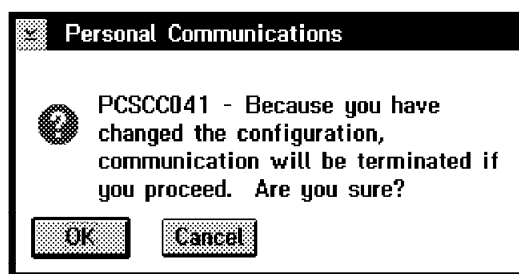 Personal Communications
PCSCC041 - Because you have
changed the configuration,
communication will be terminated if
you proceed. Are you sure?
OK Cancel